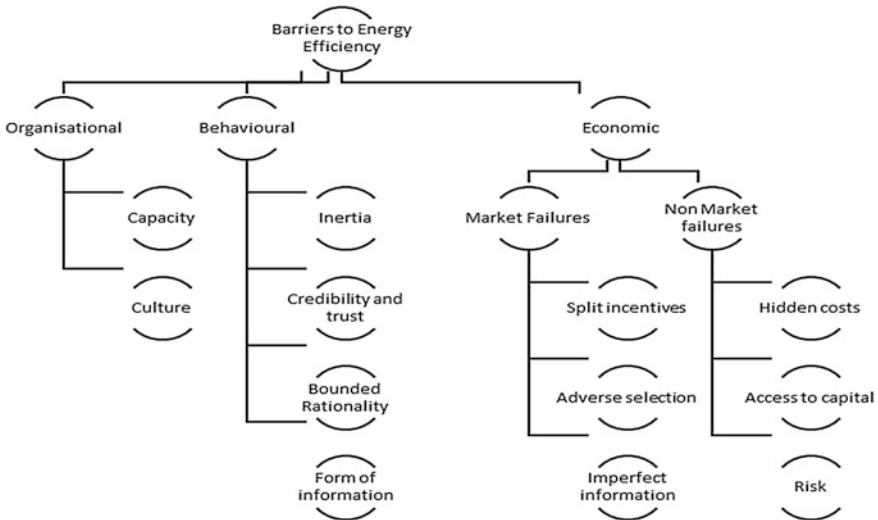 Barriers to Energy
Efficiency
Organisational
Behavioural
Economic
Capacity
Culture
Inertia
Credibility and
trust
Bounded
Rationality
Form of
information
Market Failures
Split incentives
Adverse selection
Imperfect
information
Non Market
failures
Hidden costs
Access to capital
Risk